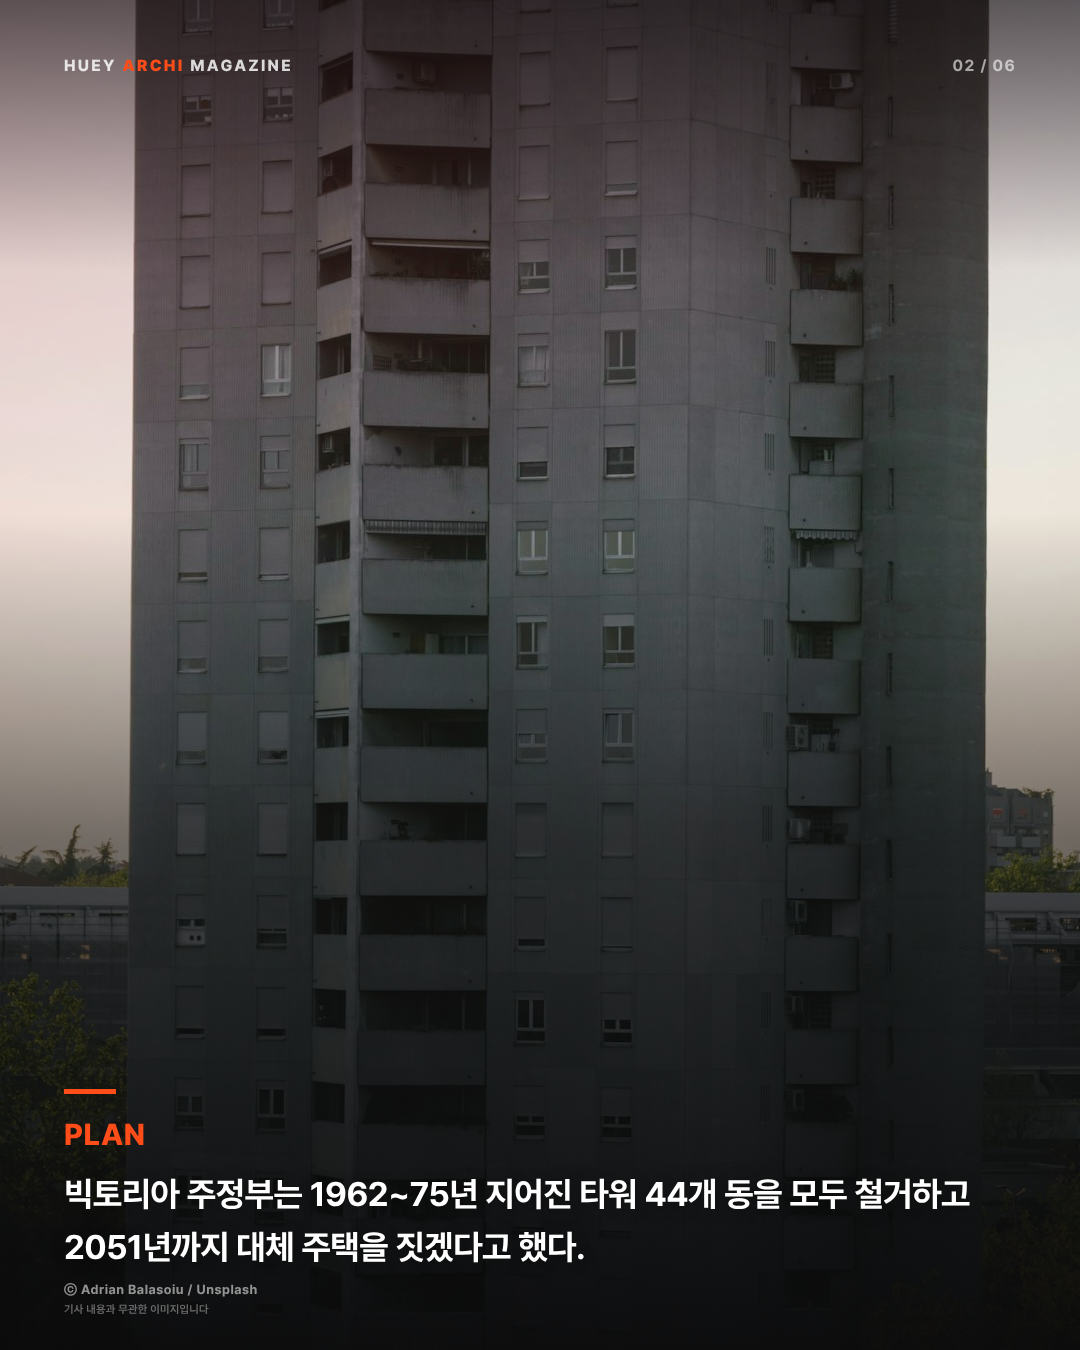 HUEY ARCHI MAGAZINE
02 / 06
PLAN
빅토리아 주정부는 1962~75년 지어진 타워 44개 동을 모두 철거하고
2051년까지 대체 주택을 짓겠다고 했다.
ⓒ Adrian Balasoiu / Unsplash
기사 내용과 무관한 이미지입니다